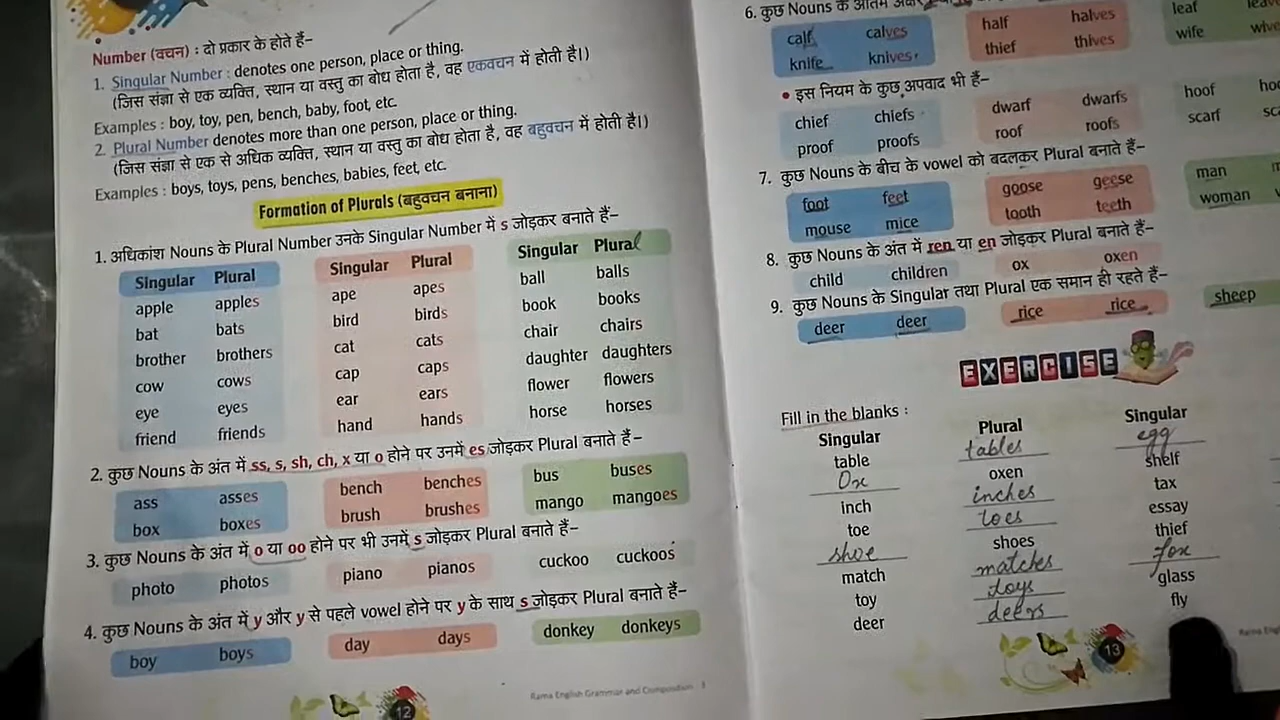 Number (वचन) : दो प्रकार के होते हैं–
1. Singular Number : denotes one person, place or thing.
(जिस संज्ञा से एक व्यक्ति, स्थान या वस्तु का बोध होता है, वह एकवचन में होती है।)
Examples : boy, toy, pen, bench, baby, foot, etc.
2. Plural Number denotes more than one person, place or thing.
(जिस संज्ञा से एक से अधिक व्यक्ति, स्थान या वस्तु का बोध होता है, वह बहुवचन में होती है।)
Examples : boys, toys, pens, benches, babies, feet, etc.
Formation of Plurals (बहुवचन बनाना)
1. अधिकांश Nouns के Plural Number उनके Singular Number में s जोड़कर बनाते हैं–
Singular Plural Singular Plural Singular Plural
apple apples ape apes ball balls
bat bats bird birds book books
brother brothers cat cats chair chairs
cow cows cap caps daughter daughters
eye eyes ear ears flower flowers
friend friends hand hands horse horses
2. कुछ Nouns के अंत में ss, s, sh, ch, x या o होने पर उनमें es जोड़कर Plural बनाते हैं–
ass asses bench benches bus buses
box boxes brush brushes mango mangoes
3. कुछ Nouns के अंत में o या oo होने पर भी उनमें s जोड़कर Plural बनाते हैं–
photo photos piano pianos cuckoo cuckoos
4. कुछ Nouns के अंत में y और y से पहले vowel होने पर y के साथ s जोड़कर Plural बनाते हैं–
boy boys day days donkey donkeys
Rama English Grammar and Composition
12
6. कुछ Nouns के अंतिम
calf calves half halves leaf
knife knives thief thives wife
• इस नियम के कुछ अपवाद भी हैं–
chief chiefs dwarf dwarfs hoof
proof proofs roof roofs scarf
7. कुछ Nouns के बीच के vowel को बदलकर Plural बनाते हैं–
foot feet goose geese man
mouse mice tooth teeth woman
8. कुछ Nouns के अंत में ren या en जोड़कर Plural बनाते हैं–
child children ox oxen
9. कुछ Nouns के Singular तथा Plural एक समान ही रहते हैं–
deer deer rice rice sheep
EXERCISE
Fill in the blanks :
Singular Plural Singular
table tables egg
Ox oxen shelf
inch inches tax
toe toes essay
shoe shoes thief
match matches fox
toy toys glass
deer deers fly
13